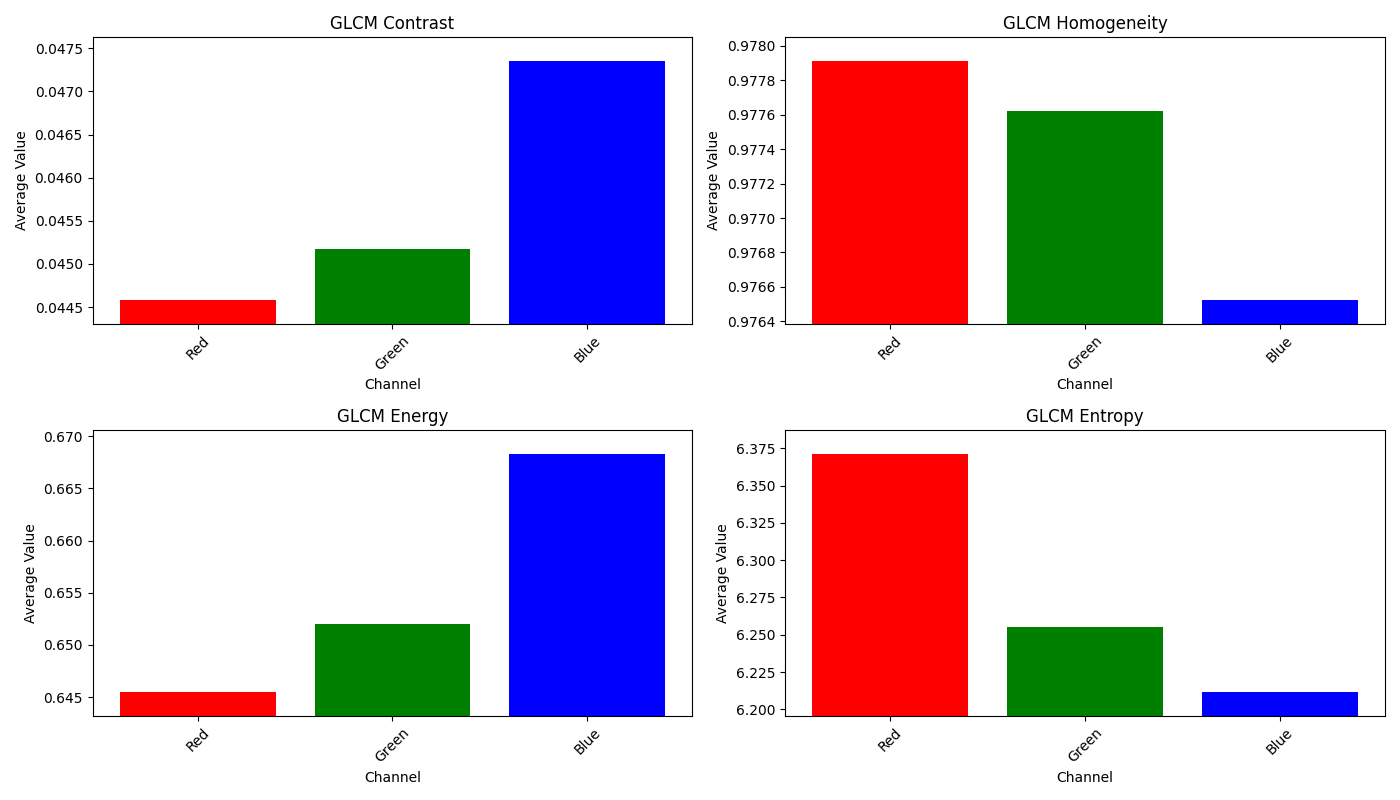 GLCM Contrast
0.0475
0.0470
0.0465
0.0460
0.0455
0.0450
0.0445
Average Value
Red
Green
Blue
Channel
GLCM Homogeneity
0.9780
0.9778
0.9776
0.9774
0.9772
0.9770
0.9768
0.9766
0.9764
Average Value
Red
Green
Blue
Channel
GLCM Energy
0.670
0.665
0.660
0.655
0.650
0.645
Average Value
Red
Green
Blue
Channel
GLCM Entropy
6.375
6.350
6.325
6.300
6.275
6.250
6.225
6.200
Average Value
Red
Green
Blue
Channel